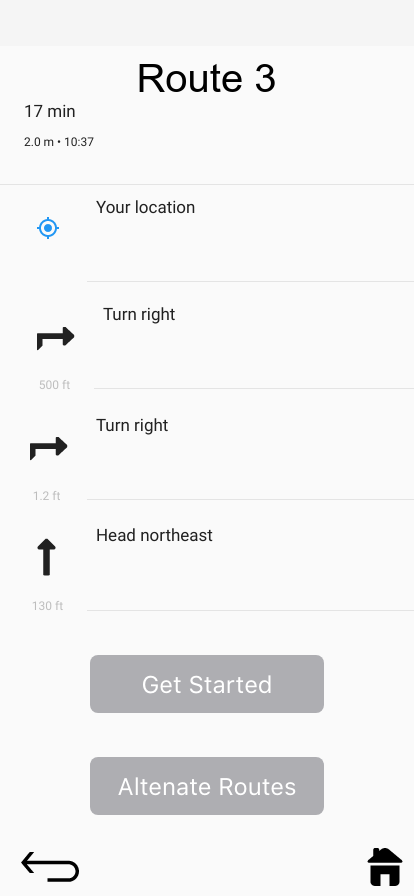 Route 3
17 min
2.0 m • 10:37
Your location
Turn right
500 ft
Turn right
1.2 ft
Head northeast
130 ft
Get Started
Altenate Routes